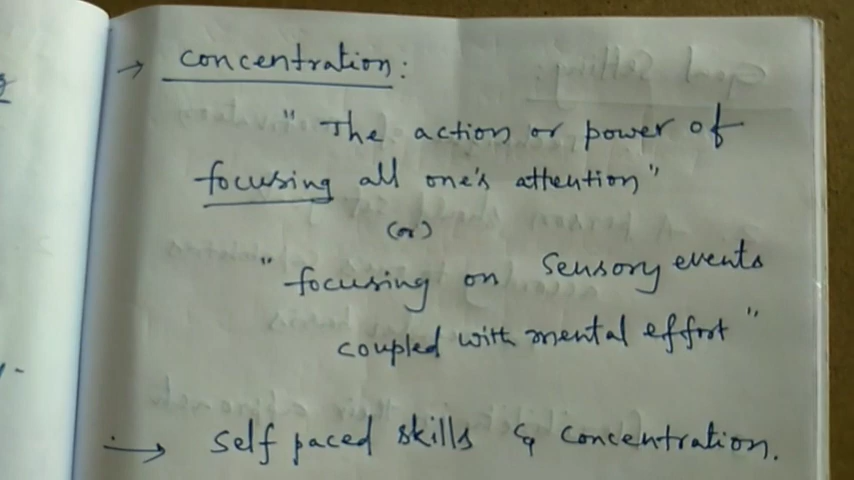 → concentration:
" The action or power of
focusing all one's attention"
(or)
" focusing on sensory events
coupled with mental effort "
→ self paced skills & concentration.